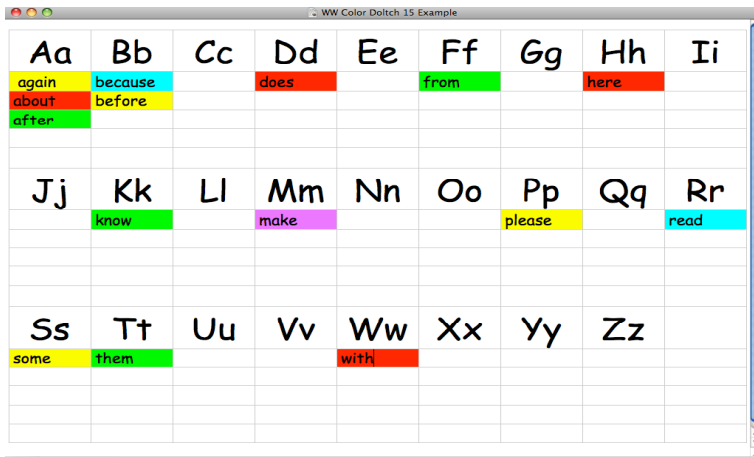 WW Color Doltch 15 Example
Aa Bb Cc Dd Ee Ff Gg Hh Ii
again because does from here
about before
after
Jj Kk Ll Mm Nn Oo Pp Qq Rr
know make please read
Ss Tt Uu Vv Ww Xx Yy Zz
some them with